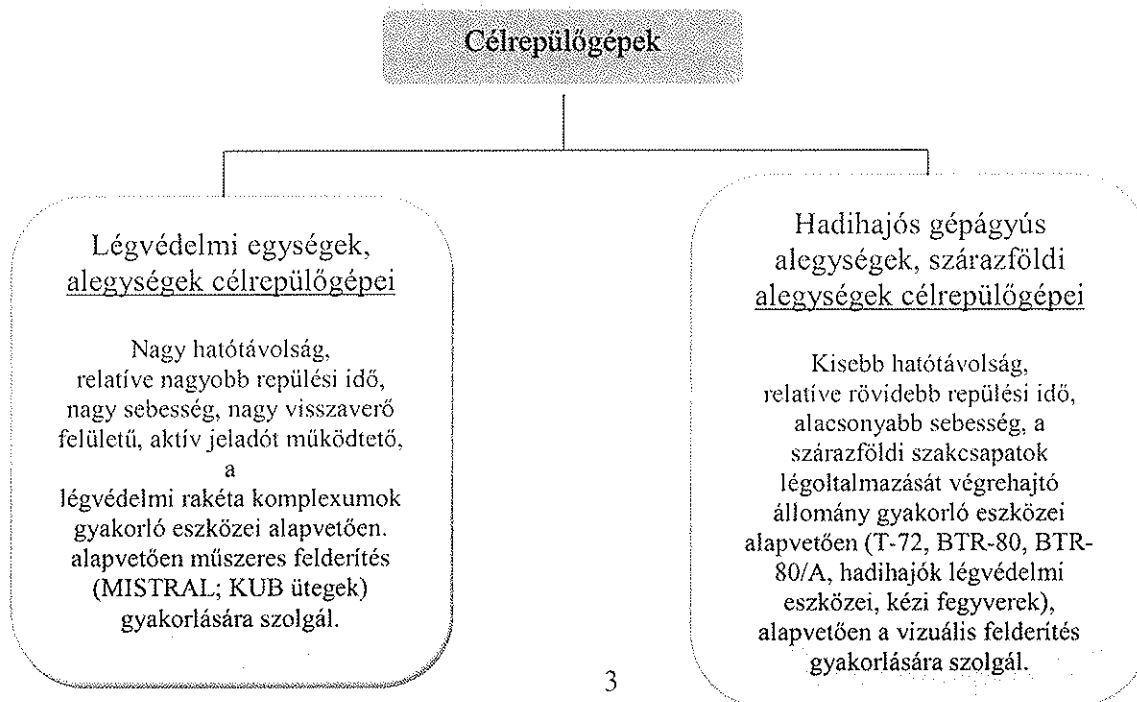 Célrepülőgépek
Légvédelmi egységek,
alegységek célrepülőgépei
Nagy hatótávolság,
relatíve nagyobb repülési idő,
nagy sebesség, nagy visszaverő
felületű, aktív jeladót működtető,
a
légvédelmi rakéta komplexumok
gyakorló eszközei alapvetően.
alapvetően műszeres felderítés
(MISTRAL; KUB ütegek)
gyakorlására szolgál.
Hadihajós gépágyús
alegységek, szárazföldi
alegységek célrepülőgépei
Kisebb hatótávolság,
relatíve rövidebb repülési idő,
alacsonyabb sebesség, a
szárazföldi szakcsapatok
légoltalmazását végrehajtó
állomány gyakorló eszközei
alapvetően (T-72, BTR-80, BTR-
80/A, hadihajók légvédelmi
eszközei, kézi fegyverek),
alapvetően a vizuális felderítés
gyakorlására szolgál.
3